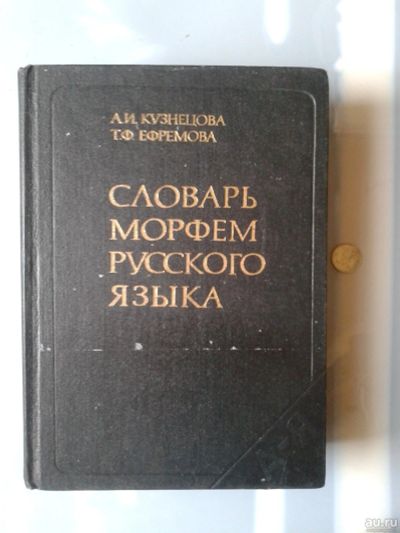 А.И. КУЗНЕЦОВА
Т.Ф. ЕФРЕМОВА
СЛОВАРЬ
МОРФЕМ
РУССКОГО
ЯЗЫКА
А-Я
au.ru